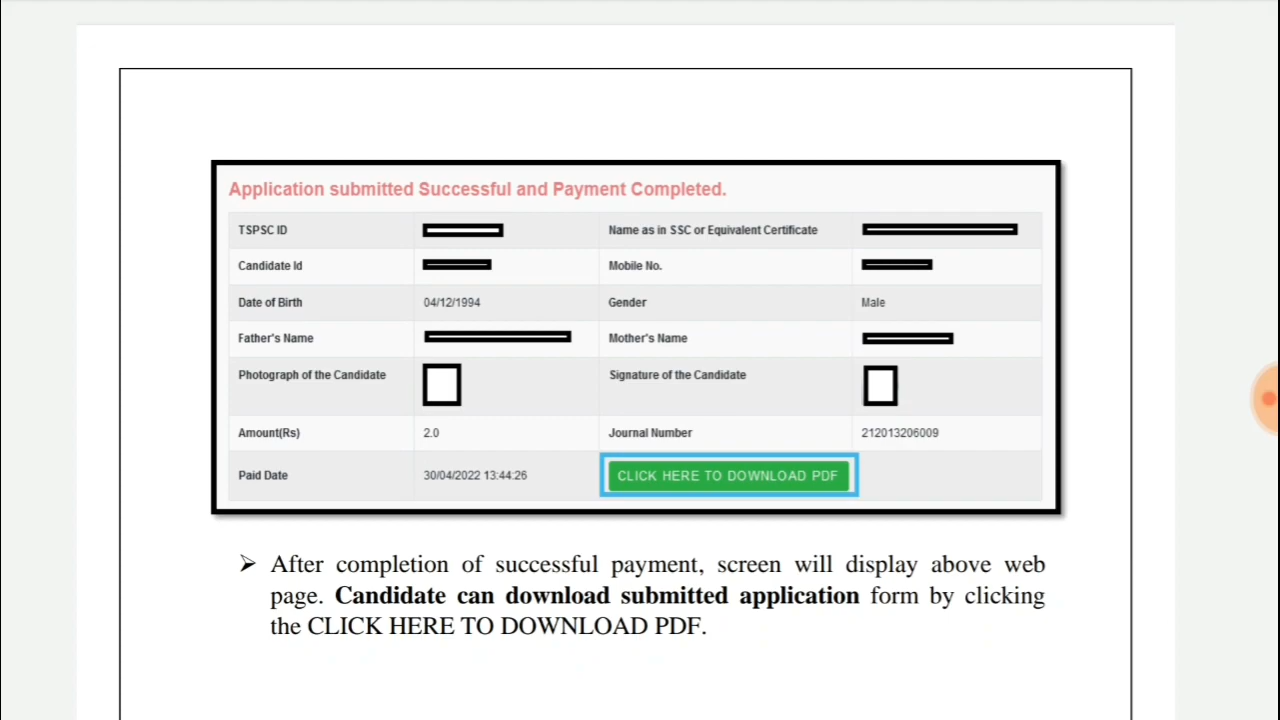 Application submitted Successful and Payment Completed.
TSPSC ID Name as in SSC or Equivalent Certificate
Candidate Id Mobile No.
Date of Birth 04/12/1994 Gender Male
Father's Name Mother's Name
Photograph of the Candidate Signature of the Candidate
Amount(Rs) 2.0 Journal Number 212013206009
Paid Date 30/04/2022 13:44:26 CLICK HERE TO DOWNLOAD PDF
➢ After completion of successful payment, screen will display above web
page. Candidate can download submitted application form by clicking
the CLICK HERE TO DOWNLOAD PDF.